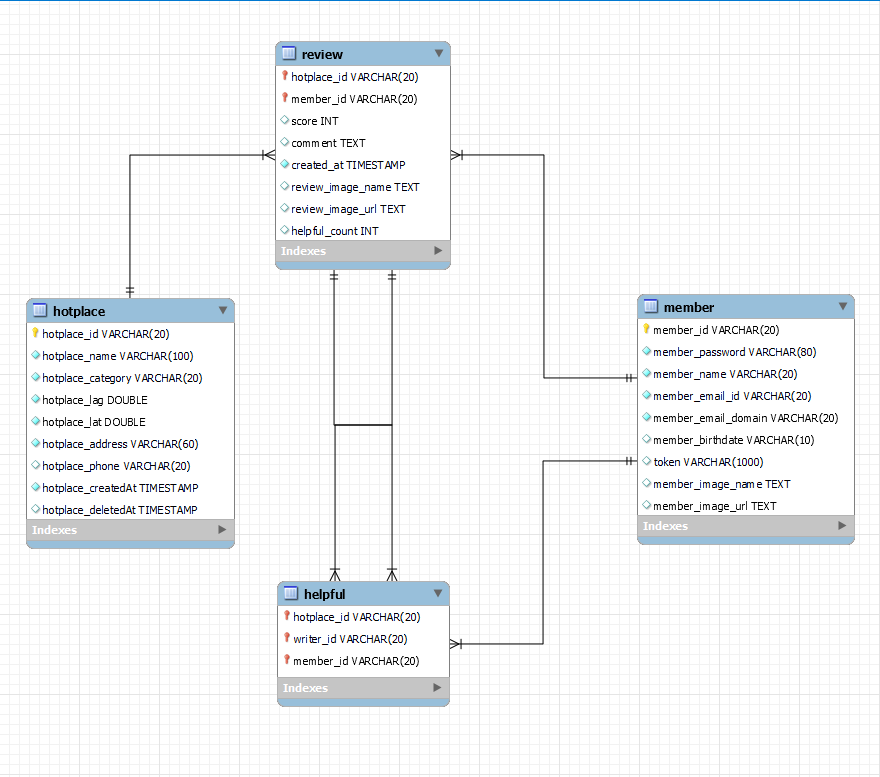 review
hotplace_id VARCHAR(20)
member_id VARCHAR(20)
score INT
comment TEXT
created_at TIMESTAMP
review_image_name TEXT
review_image_url TEXT
helpful_count INT
Indexes
hotplace
hotplace_id VARCHAR(20)
hotplace_name VARCHAR(100)
hotplace_category VARCHAR(20)
hotplace_lag DOUBLE
hotplace_lat DOUBLE
hotplace_address VARCHAR(60)
hotplace_phone VARCHAR(20)
hotplace_createdAt TIMESTAMP
hotplace_deletedAt TIMESTAMP
Indexes
member
member_id VARCHAR(20)
member_password VARCHAR(80)
member_name VARCHAR(20)
member_email_id VARCHAR(20)
member_email_domain VARCHAR(20)
member_birthdate VARCHAR(10)
token VARCHAR(1000)
member_image_name TEXT
member_image_url TEXT
Indexes
helpful
hotplace_id VARCHAR(20)
writer_id VARCHAR(20)
member_id VARCHAR(20)
Indexes